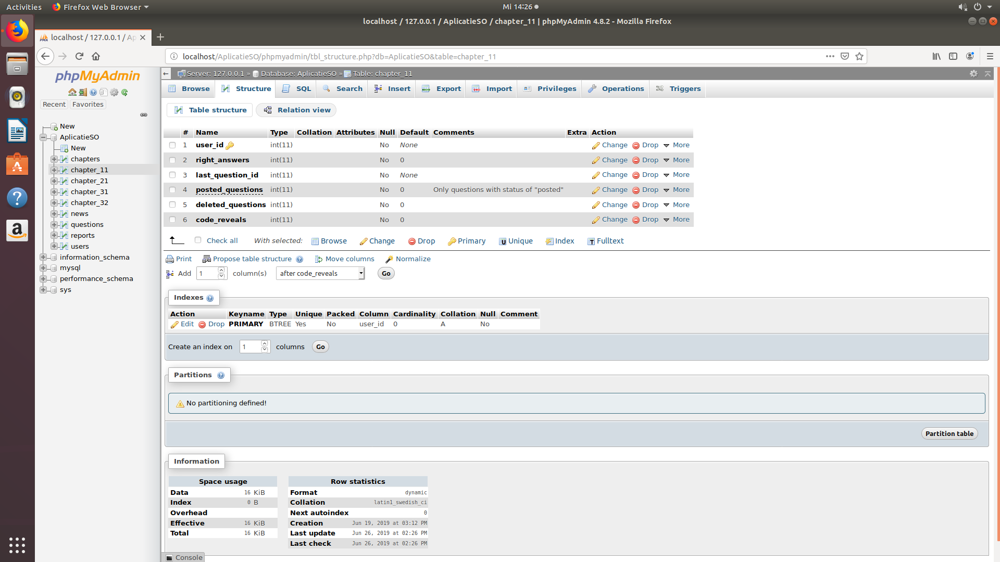 Activities Firefox Web Browser Mi 14:26
localhost / 127.0.0.1 / AplicatieSO / chapter_11 | phpMyAdmin 4.8.2 - Mozilla Firefox
localhost / 127.0.0.1 / Ap
localhost/AplicatieSO/phpmyadmin/tbl_structure.php?db=AplicatieSO&table=chapter_11
phpMyAdmin
Recent Favorites
New
AplicatieSO
New
chapters
chapter_11
chapter_21
chapter_31
chapter_32
news
questions
reports
users
information_schema
mysql
performance_schema
sys
Server: 127.0.0.1 » Database: AplicatieSO » Table: chapter_11
Browse Structure SQL Search Insert Export Import Privileges Operations Triggers
Table structure Relation view
# Name Type Collation Attributes Null Default Comments Extra Action
1 user_id int(11) No None Change Drop More
2 right_answers int(11) No 0 Change Drop More
3 last_question_id int(11) No None Change Drop More
4 posted_questions int(11) No 0 Only questions with status of "posted" Change Drop More
5 deleted_questions int(11) No 0 Change Drop More
6 code_reveals int(11) No 0 Change Drop More
Check all With selected: Browse Change Drop Primary Unique Index Fulltext
Print Propose table structure Move columns Normalize
Add 1 column(s) after code_reveals Go
Indexes
Action Keyname Type Unique Packed Column Cardinality Collation Null Comment
Edit Drop PRIMARY BTREE Yes No user_id 0 A No
Create an index on 1 columns Go
Partitions
No partitioning defined!
Partition table
Information
Space usage
Data 16 KiB
Index 0 B
Overhead
Effective 16 KiB
Total 16 KiB
Row statistics
Format dynamic
Collation latin1_swedish_ci
Next autoindex 0
Creation Jun 19, 2019 at 03:12 PM
Last update Jun 26, 2019 at 02:26 PM
Last check Jun 26, 2019 at 02:26 PM
Console